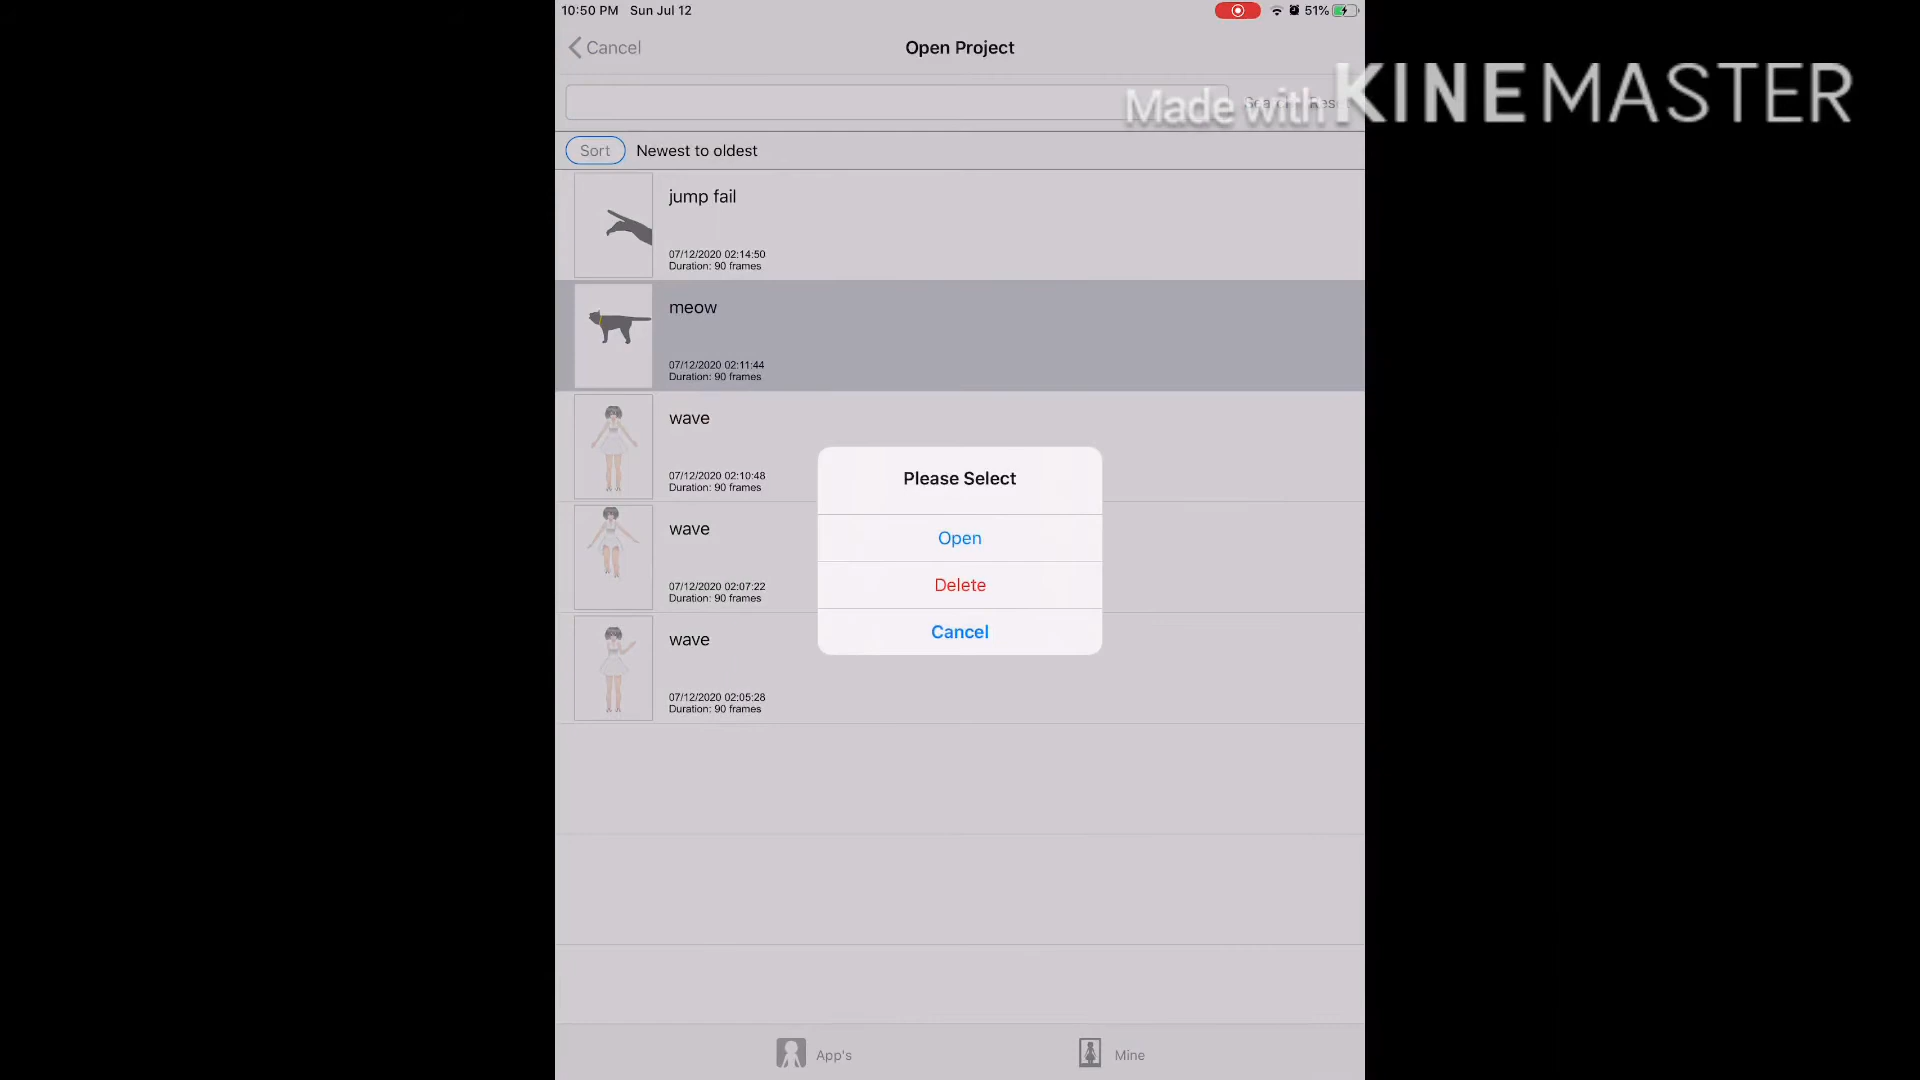 10:50 PM Sun Jul 12
51%
Cancel
Open Project
Made with KINEMASTER
Search Reset
Sort Newest to oldest
jump fail
07/12/2020 02:14:50
Duration: 90 frames
meow
07/12/2020 02:11:44
Duration: 90 frames
wave
07/12/2020 02:10:48
Duration: 90 frames
wave
07/12/2020 02:07:22
Duration: 90 frames
wave
07/12/2020 02:05:28
Duration: 90 frames
Please Select
Open
Delete
Cancel
App's
Mine